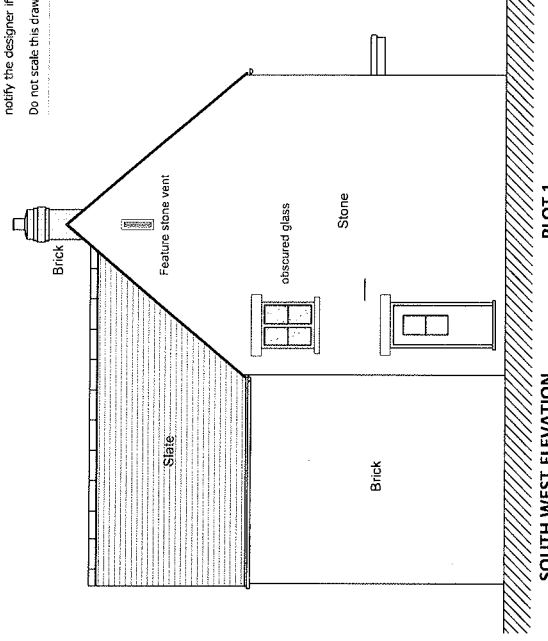 notify the designer if
Do not scale this draw
Brick
Feature stone vent
Slate
obscured glass
Stone
Brick
SOUTH WEST ELEVATION
PLOT 1